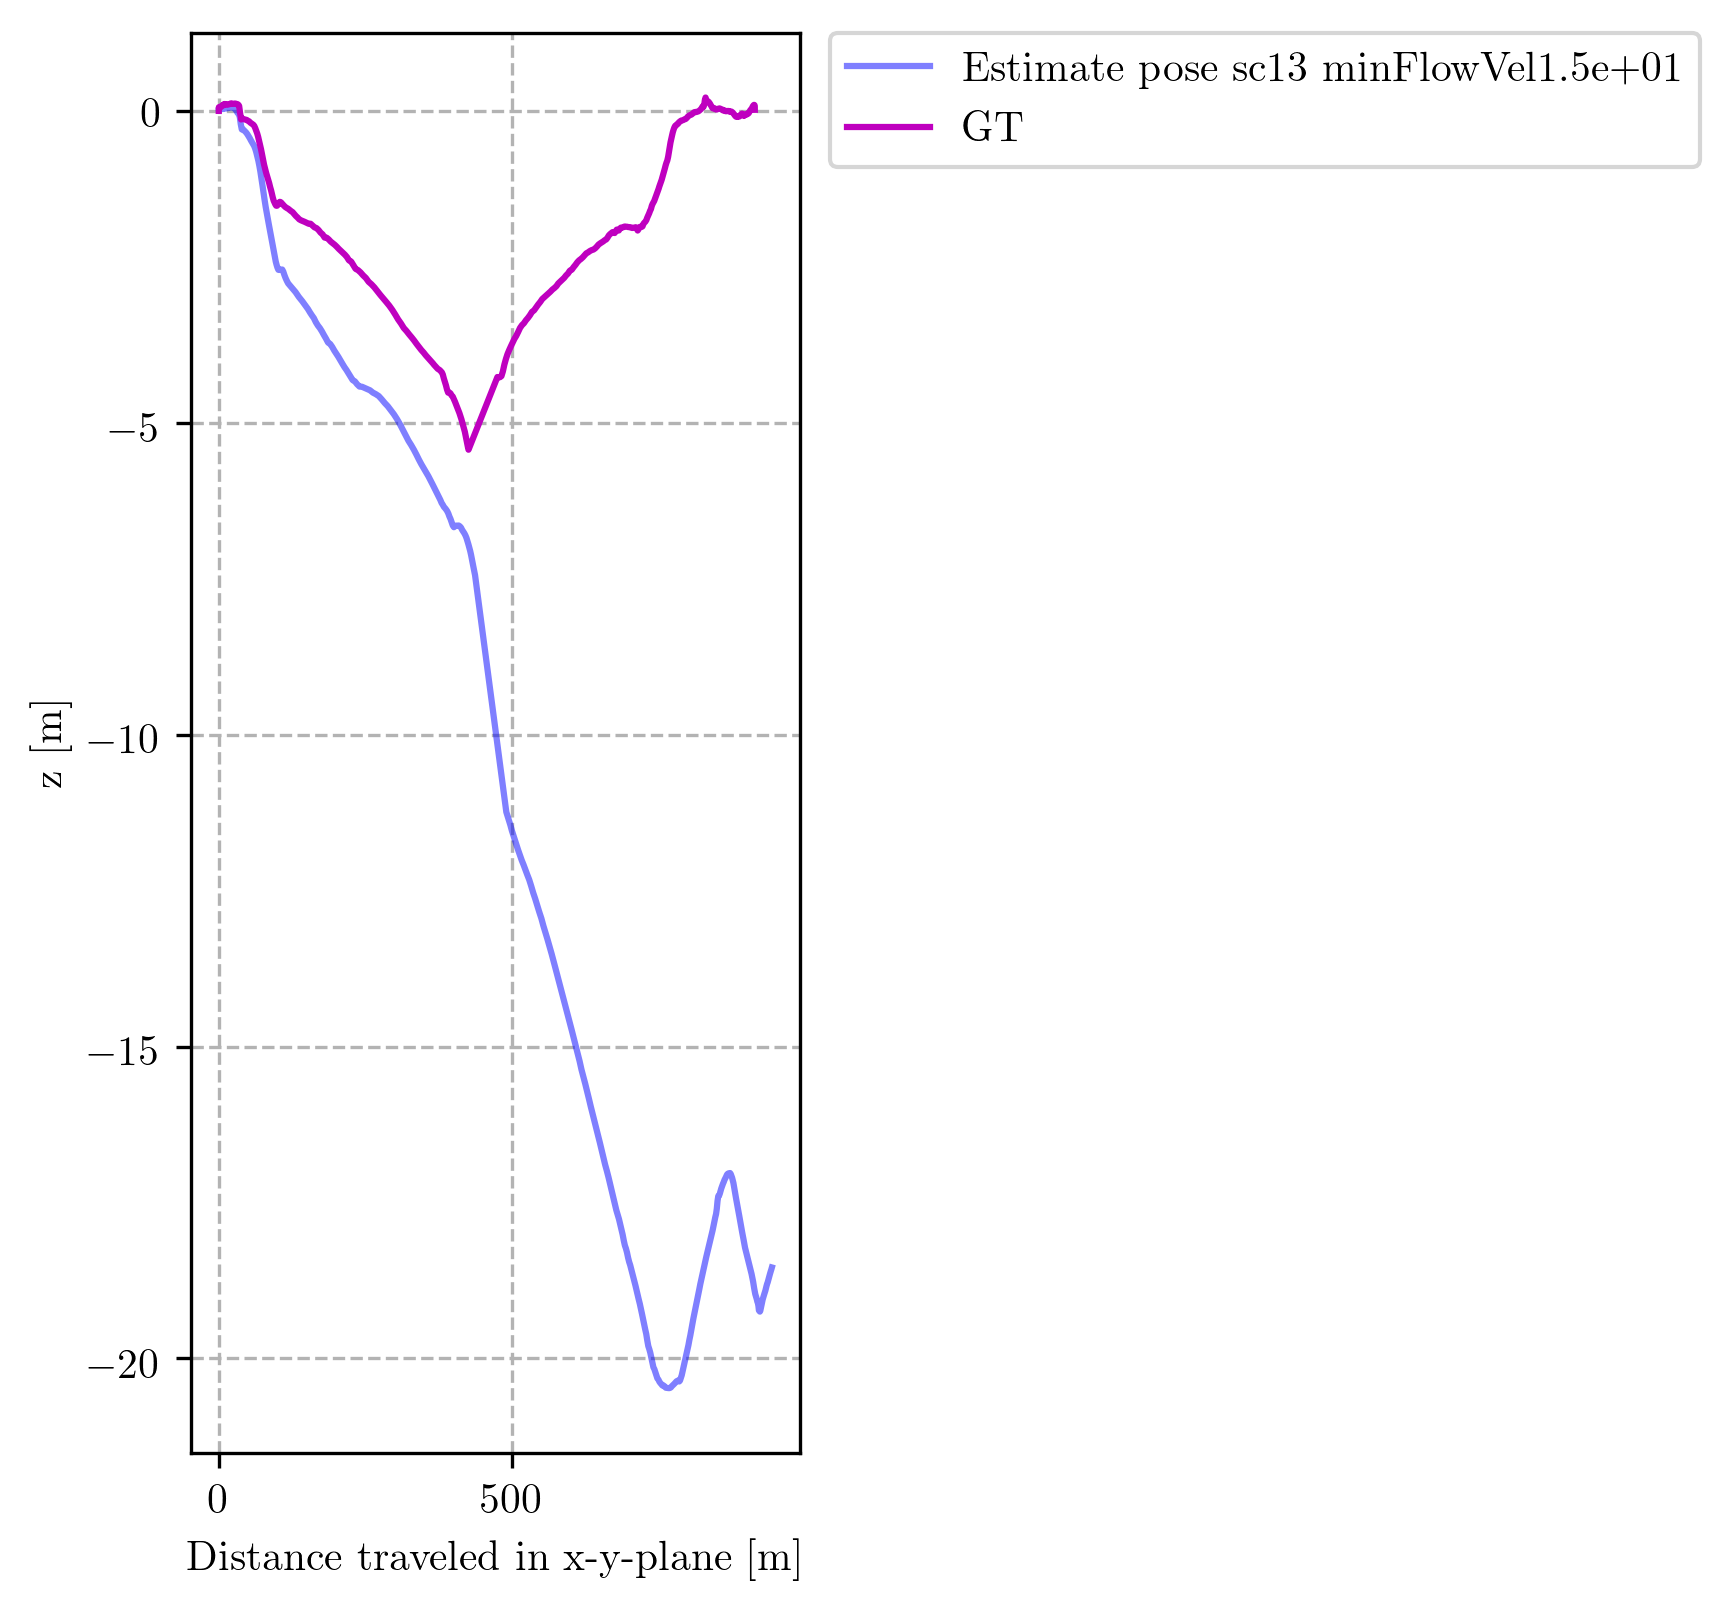 Estimate pose sc13 minFlowVel1.5e+01
GT
0
−5
−10
−15
−20
z [m]
0 500
Distance traveled in x-y-plane [m]